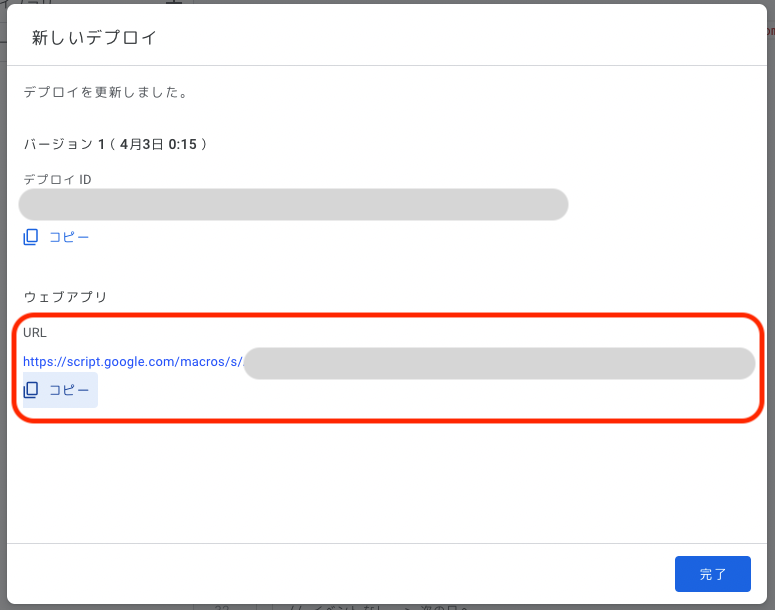 新しいデプロイ
デプロイを更新しました。
バージョン 1 ( 4月3日 0:15 )
デプロイ ID
コピー
ウェブアプリ
URL
https://script.google.com/macros/s/
コピー
完了